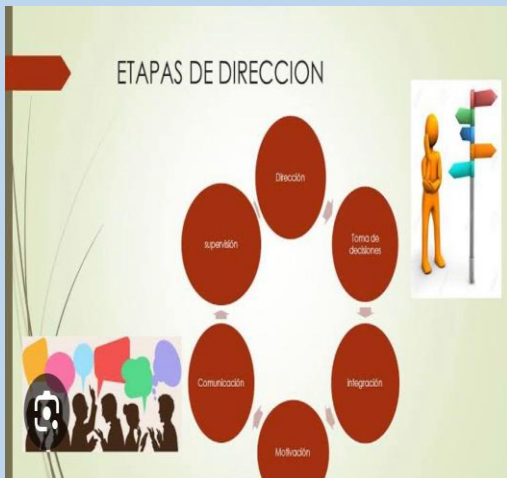 ETAPAS DE DIRECCION
Dirección
Toma de
decisiones
integración
Motivación
Comunicación
supervisión